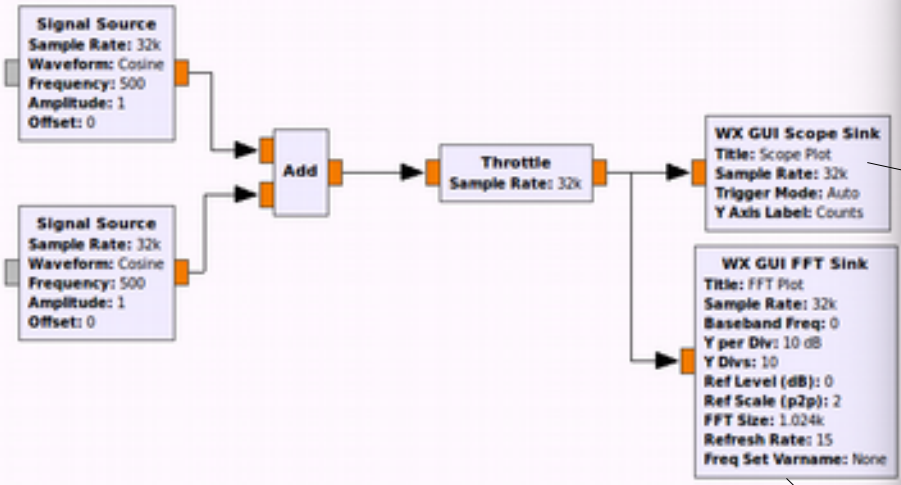 Signal Source
Sample Rate: 32k
Waveform: Cosine
Frequency: 500
Amplitude: 1
Offset: 0
Signal Source
Sample Rate: 32k
Waveform: Cosine
Frequency: 500
Amplitude: 1
Offset: 0
Add
Throttle
Sample Rate: 32k
WX GUI Scope Sink
Title: Scope Plot
Sample Rate: 32k
Trigger Mode: Auto
Y Axis Label: Counts
WX GUI FFT Sink
Title: FFT Plot
Sample Rate: 32k
Baseband Freq: 0
Y per Div: 10 dB
Y Divs: 10
Ref Level (dB): 0
Ref Scale (p2p): 2
FFT Size: 1.024k
Refresh Rate: 15
Freq Set Varname: None